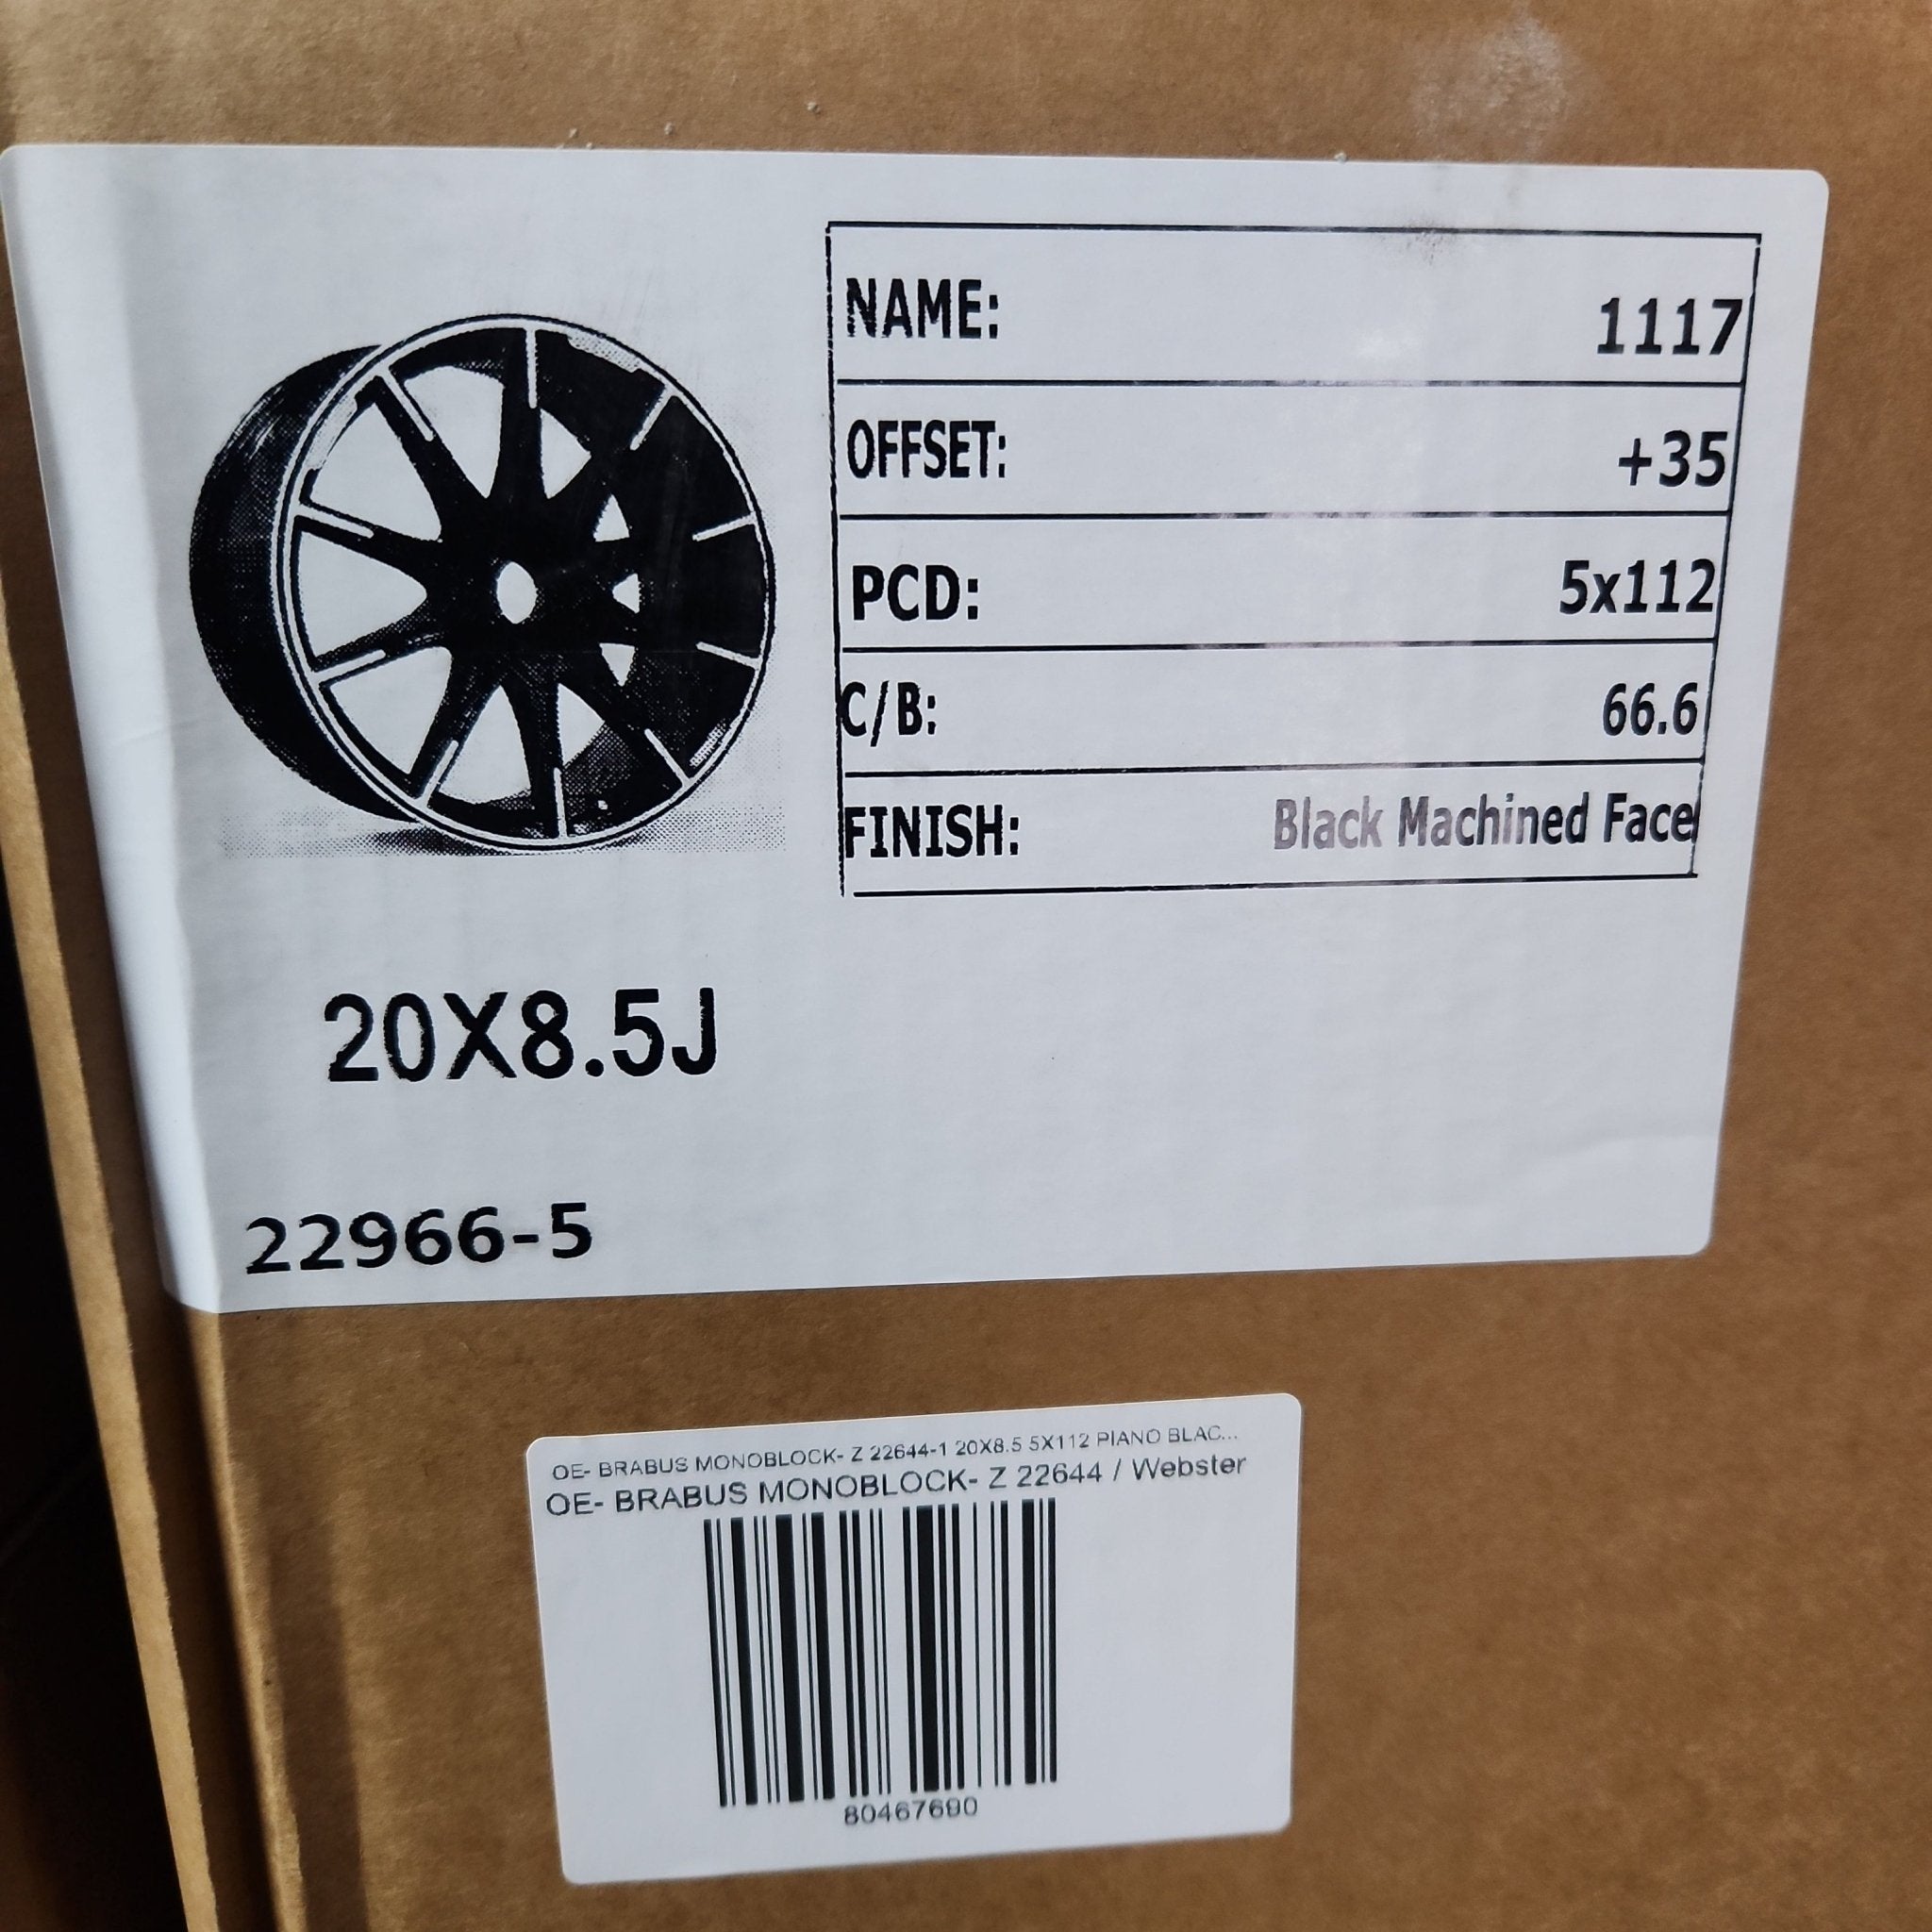 NAME: 1117
OFFSET: +35
PCD: 5x112
C/B: 66.6
FINISH: Black Machined Face
20X8.5J
22966-5
OE- BRABUS MONOBLOCK- Z 22644-1 20X8.5 5X112 PIANO BLAC...
OE- BRABUS MONOBLOCK- Z 22644 / Webster
80467690